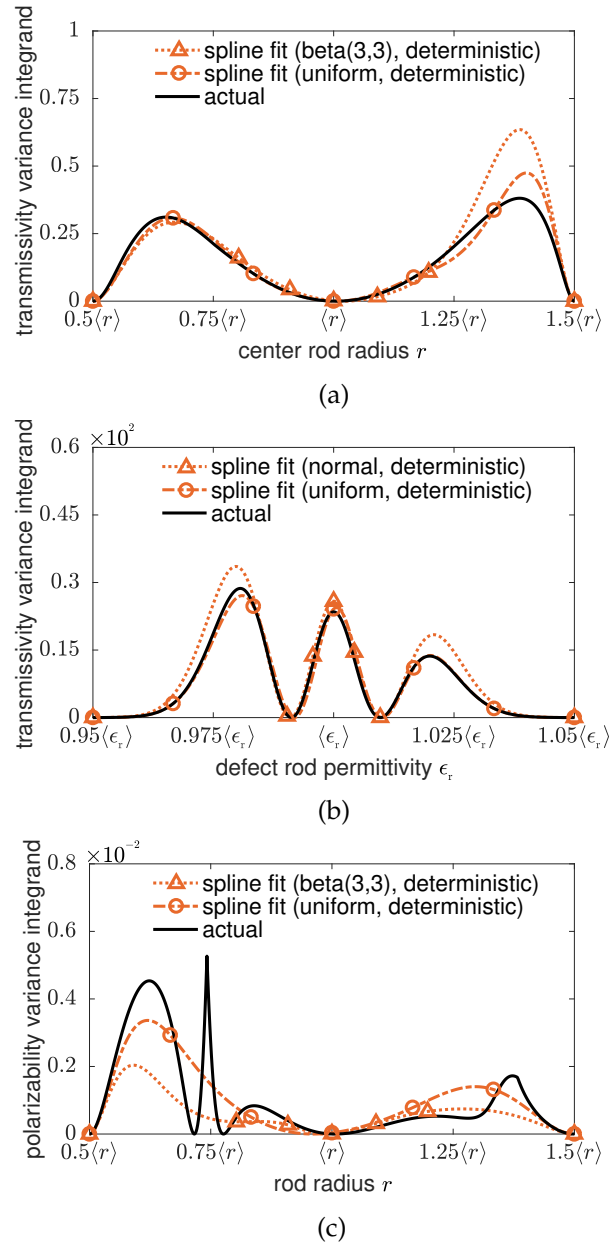 transmissivity variance integrand
1
0.75
0.5
0.25
0
spline fit (beta(3,3), deterministic)
spline fit (uniform, deterministic)
actual
0.5⟨r⟩ 0.75⟨r⟩ ⟨r⟩ 1.25⟨r⟩ 1.5⟨r⟩
center rod radius r
(a)
transmissivity variance integrand
×10²
0.6
0.45
0.3
0.15
0
spline fit (normal, deterministic)
spline fit (uniform, deterministic)
actual
0.95⟨ϵᵣ⟩ 0.975⟨ϵᵣ⟩ ⟨ϵᵣ⟩ 1.025⟨ϵᵣ⟩ 1.05⟨ϵᵣ⟩
defect rod permittivity ϵᵣ
(b)
polarizability variance integrand
×10⁻²
0.8
0.6
0.4
0.2
0
spline fit (beta(3,3), deterministic)
spline fit (uniform, deterministic)
actual
0.5⟨r⟩ 0.75⟨r⟩ ⟨r⟩ 1.25⟨r⟩ 1.5⟨r⟩
rod radius r
(c)